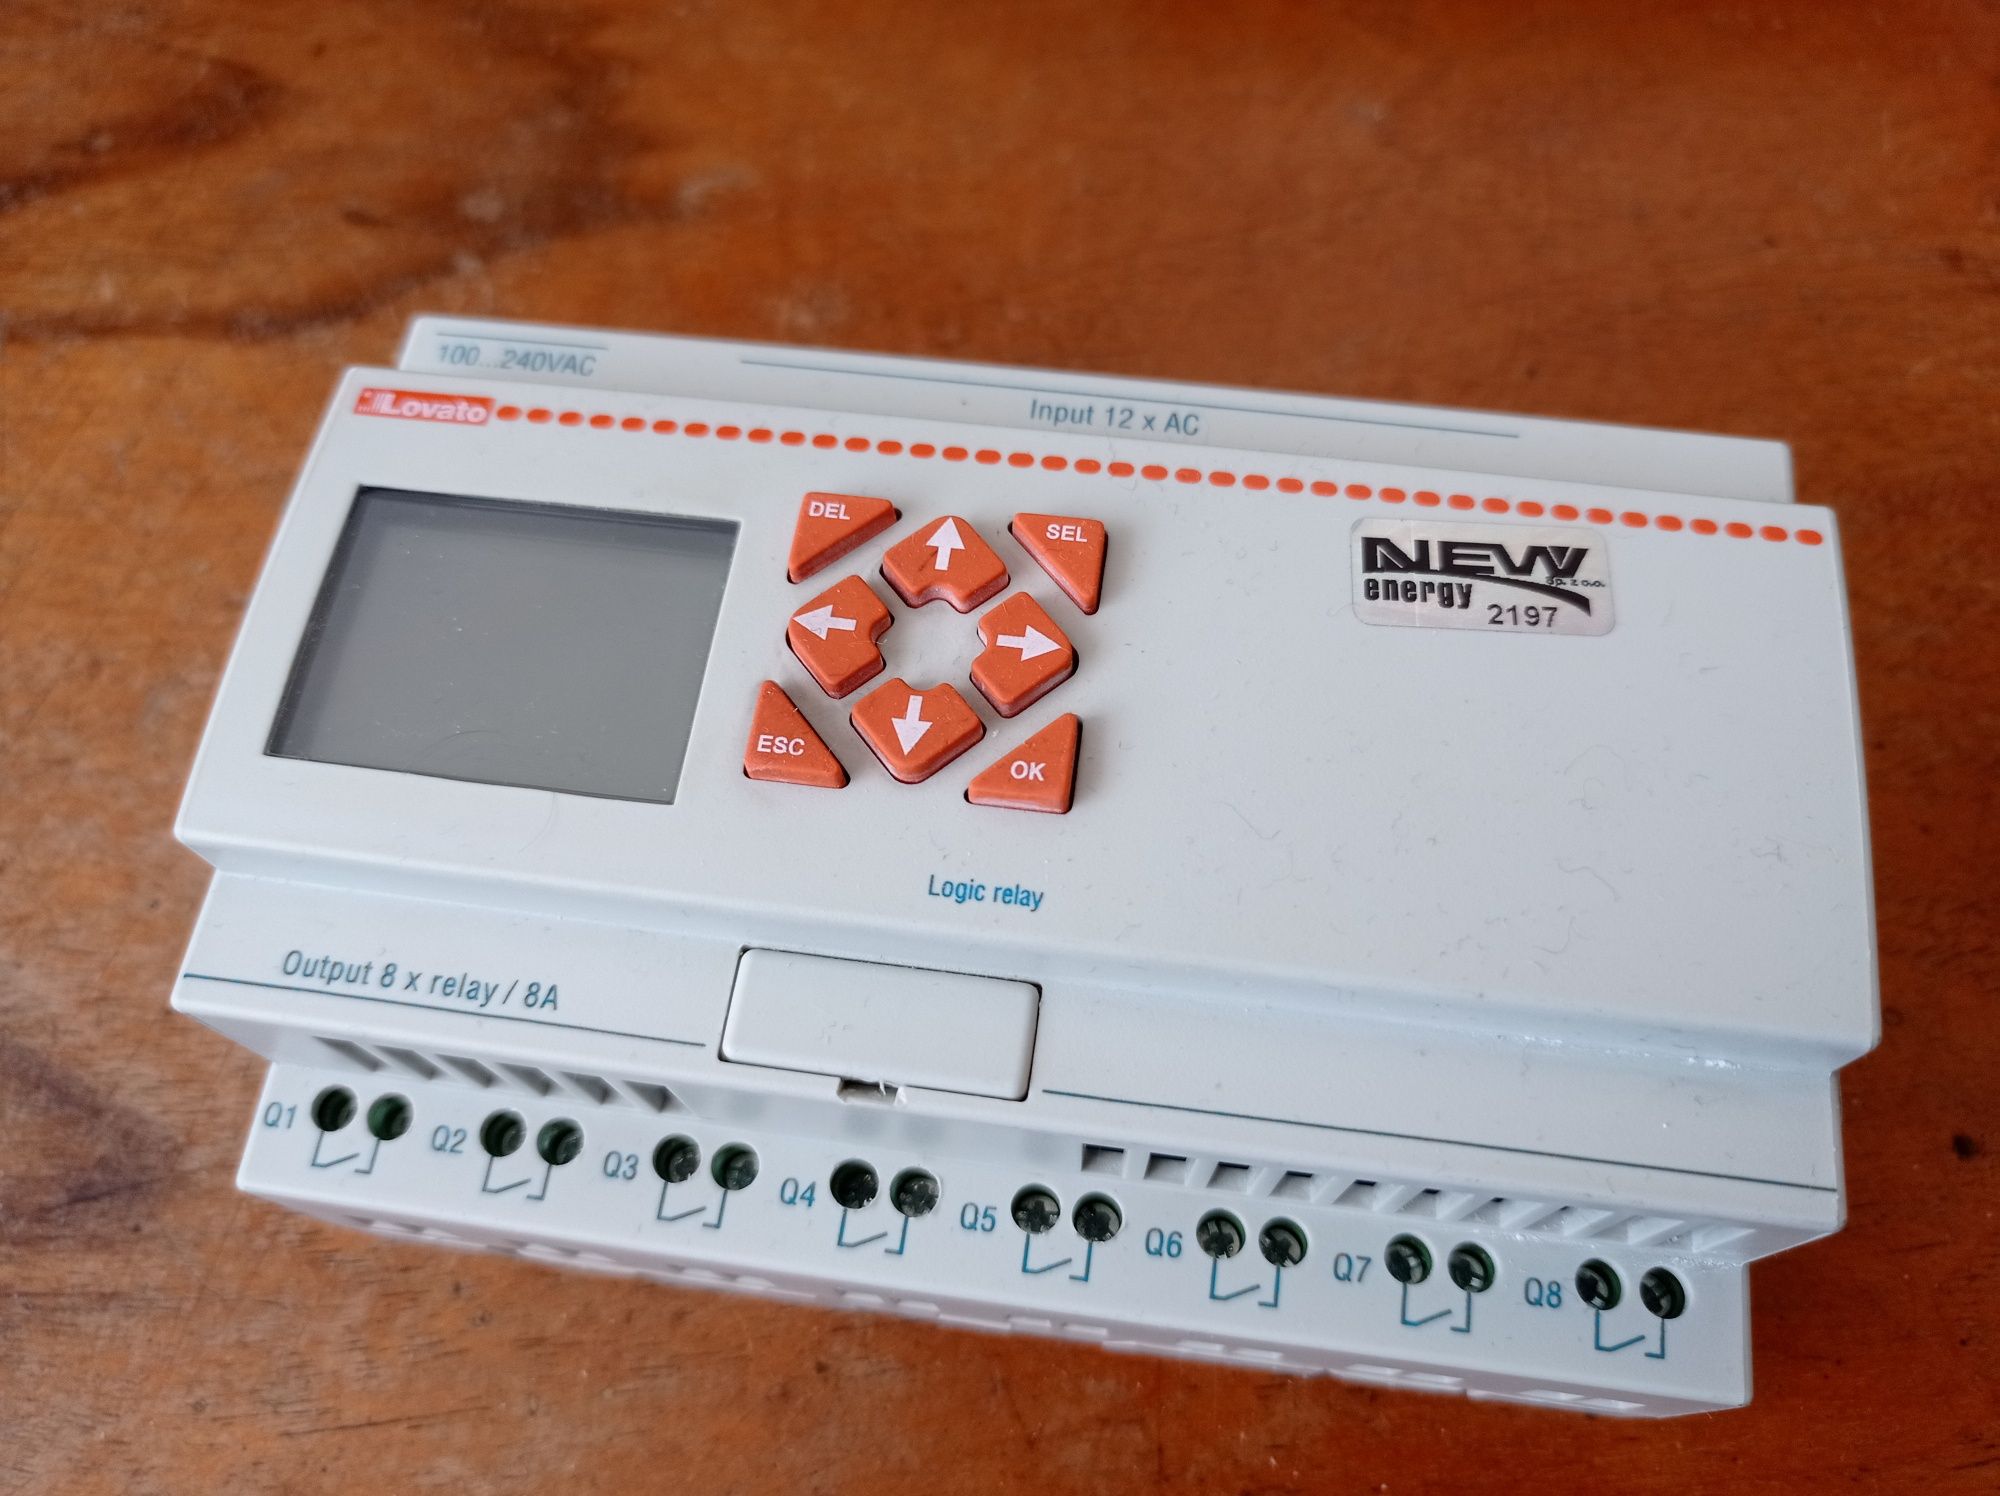 100...240VAC
Input 12 x AC
Lovato
DEL
SEL
ESC
OK
NEW
energy
Sp. z o.o.
2197
Logic relay
Output 8 x relay / 8A
Q1
Q2
Q3
Q4
Q5
Q6
Q7
Q8